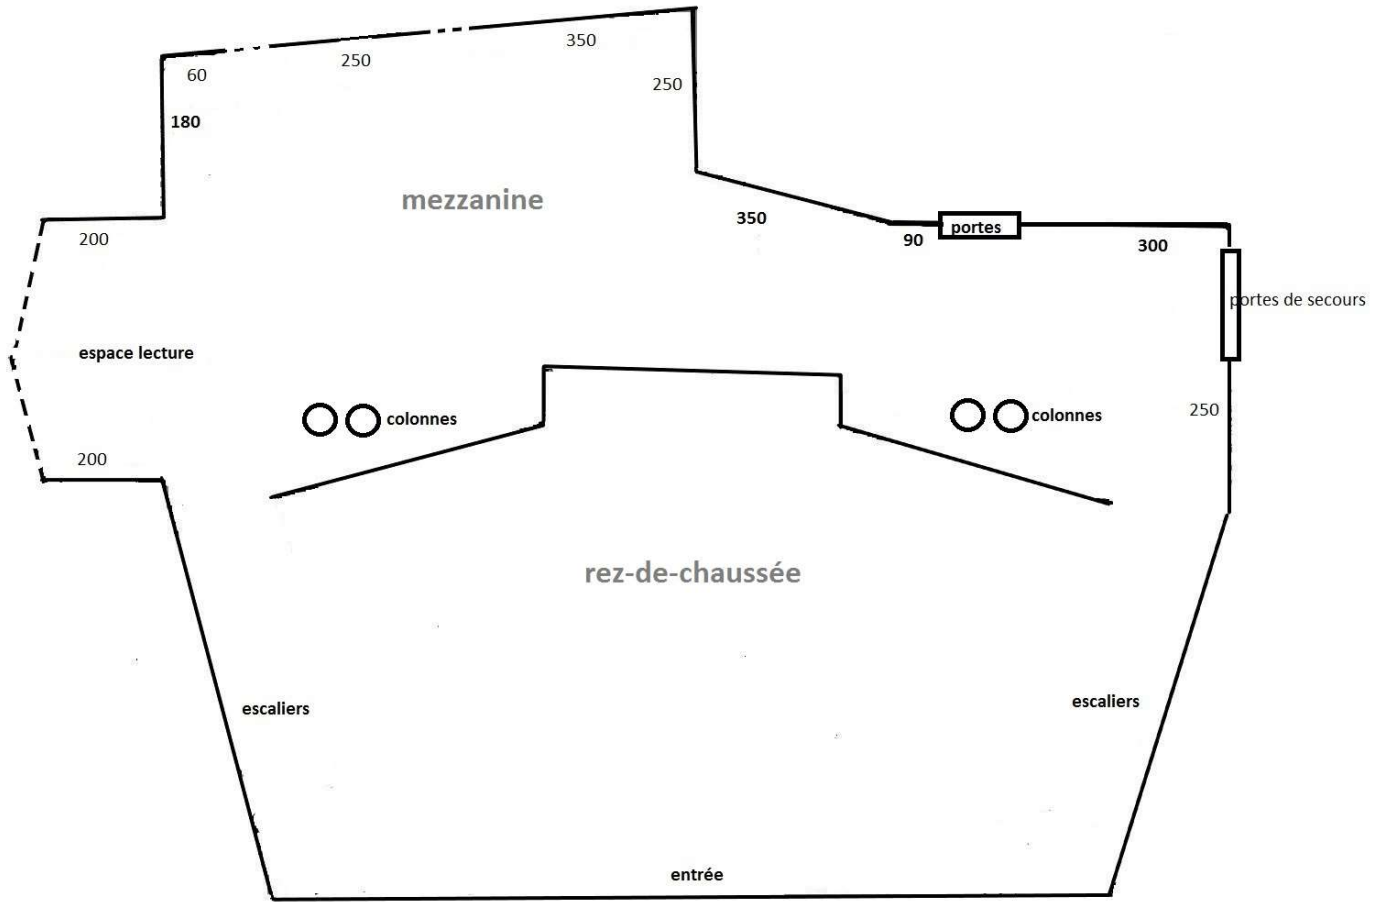 350
250
60
250
180
mezzanine
350
90
portes
300
200
portes de secours
espace lecture
colonnes
colonnes
250
200
rez-de-chaussée
escaliers
escaliers
entrée